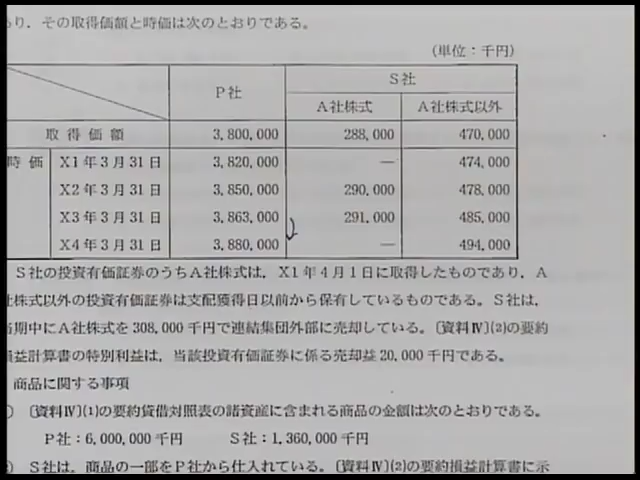 り，その取得価額と時価は次のとおりである。
(単位：千円)
P社 S社
A社株式 A社株式以外
取得価額 3,800,000 288,000 470,000
時価 X1年3月31日 3,820,000 — 474,000
X2年3月31日 3,850,000 290,000 478,000
X3年3月31日 3,863,000 291,000 485,000
X4年3月31日 3,880,000 — 494,000
S社の投資有価証券のうちA社株式は，X1年4月1日に取得したものであり，A
社株式以外の投資有価証券は支配獲得日以前から保有しているものである。S社は，
当期中にA社株式を308,000千円で連結集団外部に売却している。〔資料Ⅳ〕(2)の要約
損益計算書の特別利益は，当該投資有価証券に係る売却益20,000千円である。
商品に関する事項
〔資料Ⅳ〕(1)の要約貸借対照表の諸資産に含まれる商品の金額は次のとおりである。
P社：6,000,000千円 S社：1,360,000千円
S社は，商品の一部をP社から仕入れている。〔資料Ⅳ〕(2)の要約損益計算書に示